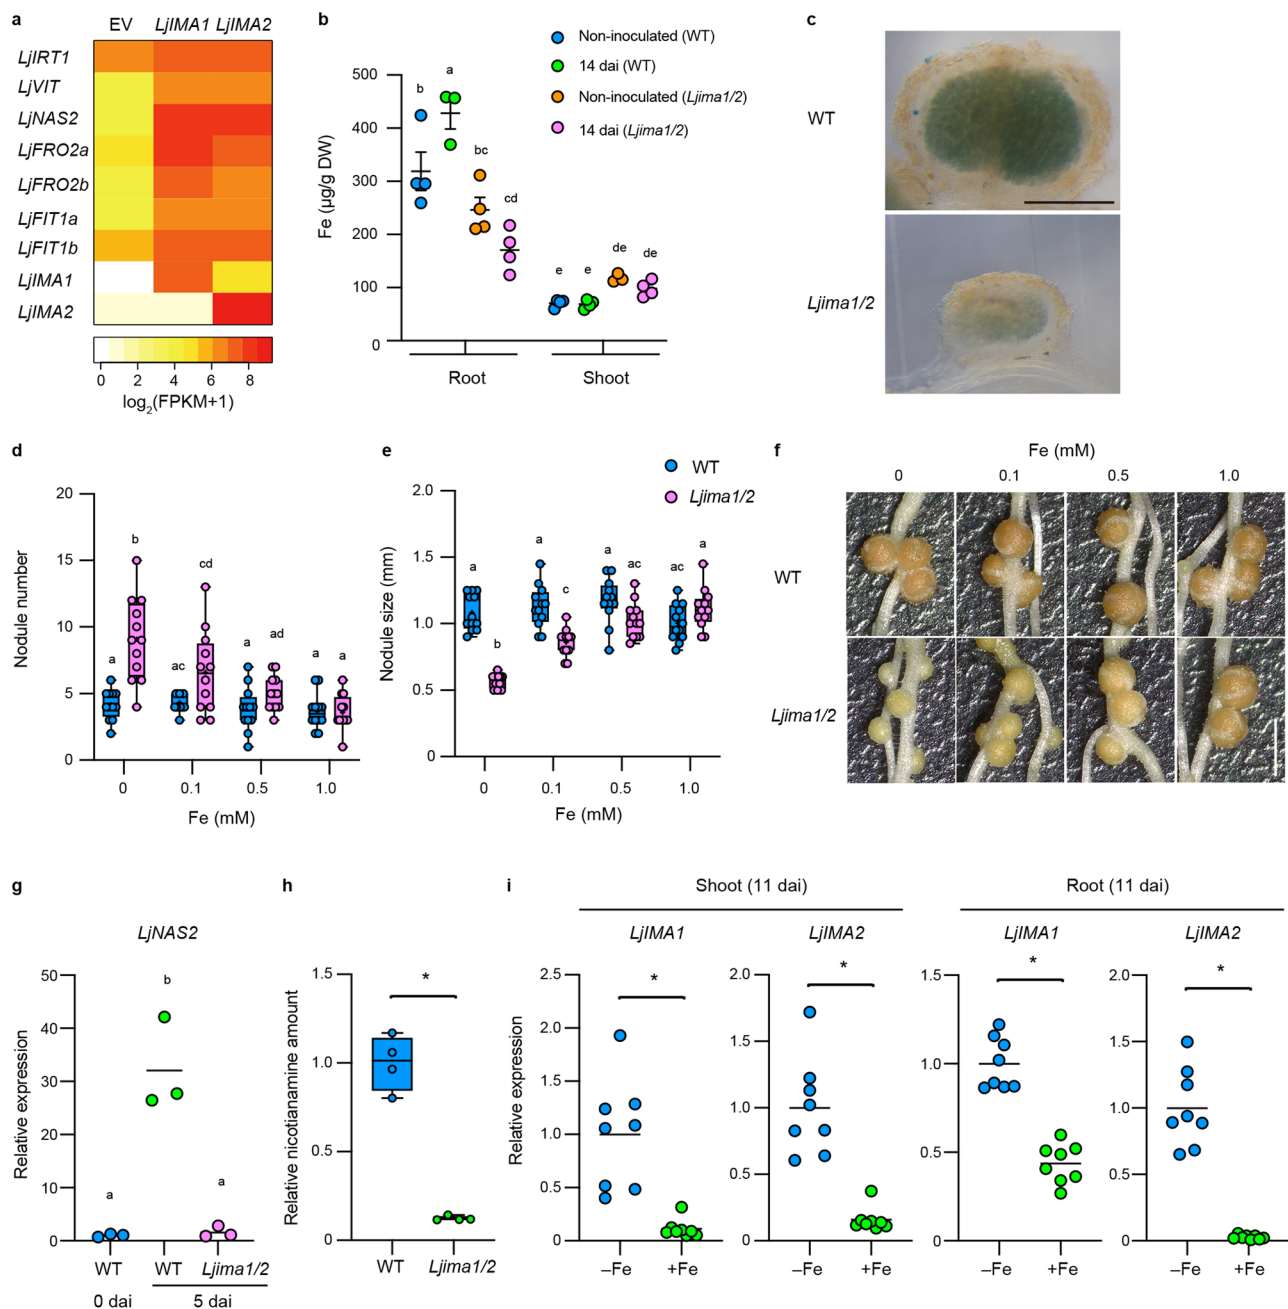 a
EV LjIMA1 LjIMA2
LjIRT1
LjVIT
LjNAS2
LjFRO2a
LjFRO2b
LjFIT1a
LjFIT1b
LjIMA1
LjIMA2
0 2 4 6 8
log2(FPKM+1)
b
Non-inoculated (WT)
14 dai (WT)
Non-inoculated (Ljima1/2)
14 dai (Ljima1/2)
Fe (µg/g DW)
500
400
300
200
100
0
b a bc cd e e de de
Root Shoot
c
WT
Ljima1/2
d
Nodule number
20
15
10
5
0
a b ac cd a ad a a
0 0.1 0.5 1.0
Fe (mM)
e
WT
Ljima1/2
Nodule size (mm)
2.0
1.5
1.0
0.5
0
a b a c a ac ac a
0 0.1 0.5 1.0
Fe (mM)
f
Fe (mM)
0 0.1 0.5 1.0
WT
Ljima1/2
g
LjNAS2
Relative expression
50
40
30
20
10
0
a b a
WT WT Ljima1/2
0 dai 5 dai
h
Relative nicotianamine amount
1.5
1.0
0.5
0
*
WT Ljima1/2
i
Shoot (11 dai) Root (11 dai)
LjIMA1 LjIMA2 LjIMA1 LjIMA2
Relative expression
2.5
2.0
1.5
1.0
0.5
0
*
–Fe +Fe
2.0
1.5
1.0
0.5
0
*
–Fe +Fe
1.5
1.0
0.5
0
*
–Fe +Fe
2.0
1.5
1.0
0.5
0
*
–Fe +Fe